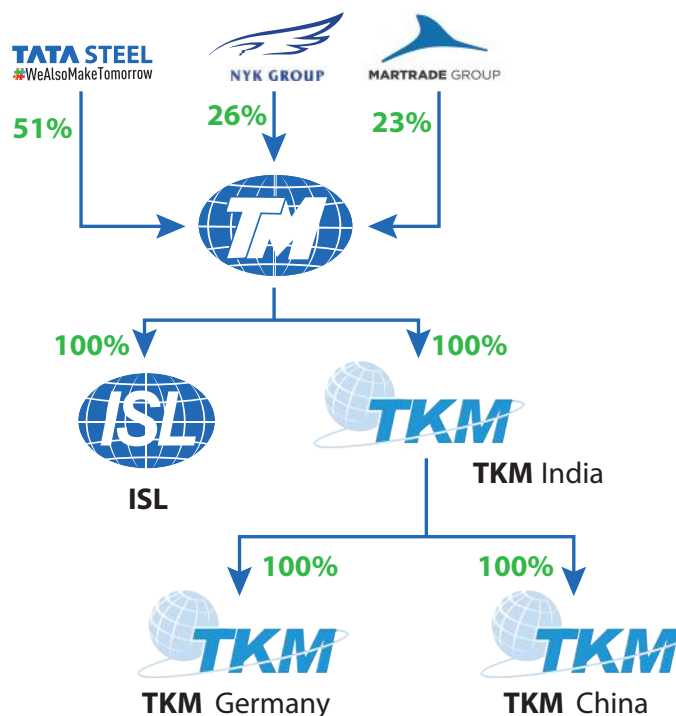 TATA STEEL
#WeAlsoMakeTomorrow
NYK GROUP
MARTRADE GROUP
51%
26%
23%
TM
100%
100%
ISL
TKM
ISL
TKM India
100%
100%
TKM
TKM
TKM Germany
TKM China